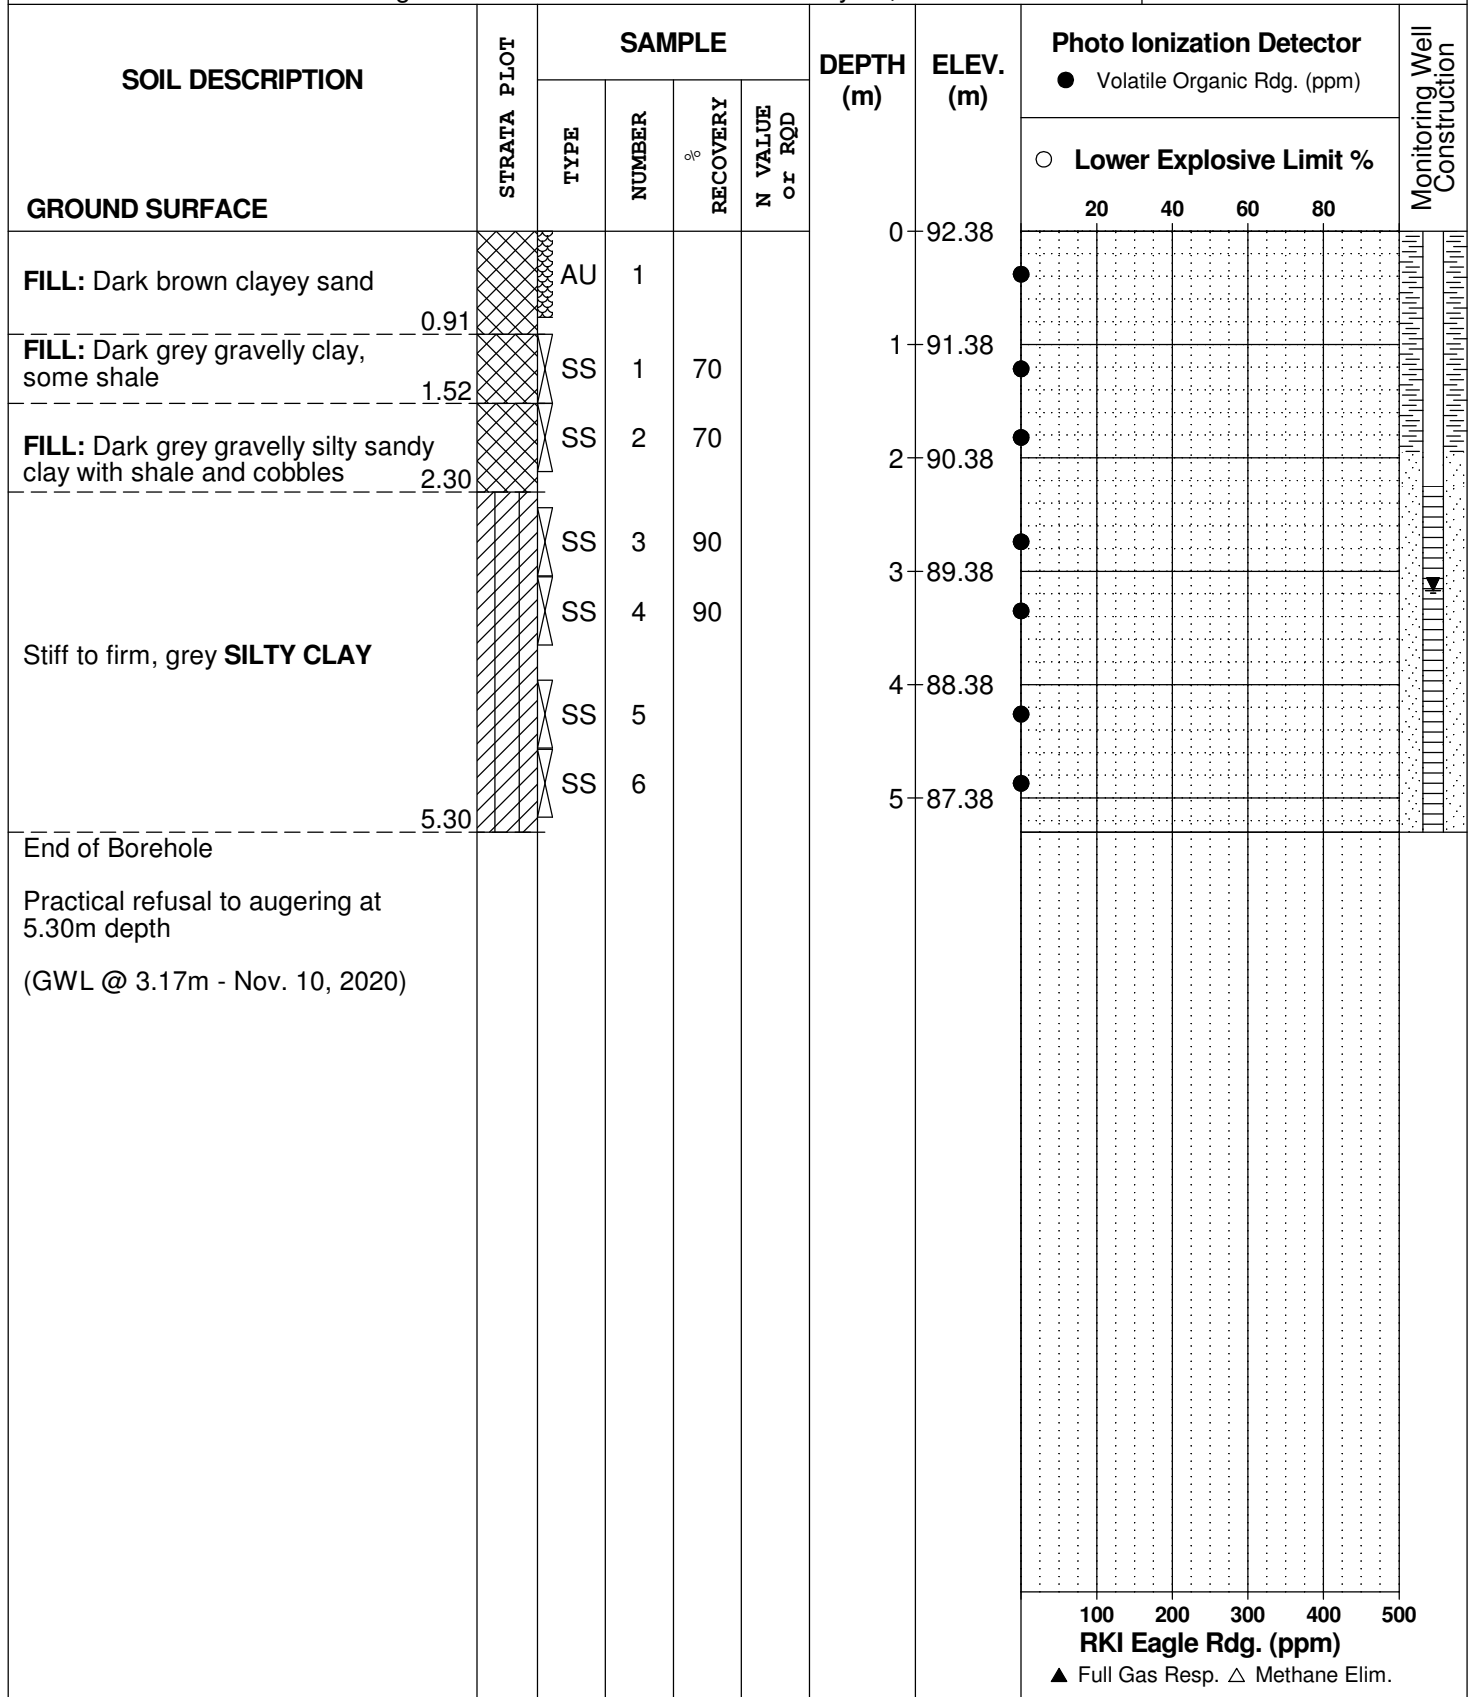 SOIL DESCRIPTION
GROUND SURFACE
STRATA PLOT
SAMPLE
TYPE
NUMBER
%
RECOVERY
N VALUE
or RQD
DEPTH
(m)
ELEV.
(m)
Photo Ionization Detector
● Volatile Organic Rdg. (ppm)
○ Lower Explosive Limit %
20 40 60 80
Monitoring Well
Construction
0 92.38
FILL: Dark brown clayey sand
0.91
AU 1
1 91.38
FILL: Dark grey gravelly clay,
some shale
1.52
SS 1 70
FILL: Dark grey gravelly silty sandy
clay with shale and cobbles
2.30
SS 2 70
2 90.38
SS 3 90
3 89.38
SS 4 90
Stiff to firm, grey SILTY CLAY
4 88.38
SS 5
SS 6
5 87.38
5.30
End of Borehole
Practical refusal to augering at
5.30m depth
(GWL @ 3.17m - Nov. 10, 2020)
100 200 300 400 500
RKI Eagle Rdg. (ppm)
▲ Full Gas Resp. △ Methane Elim.